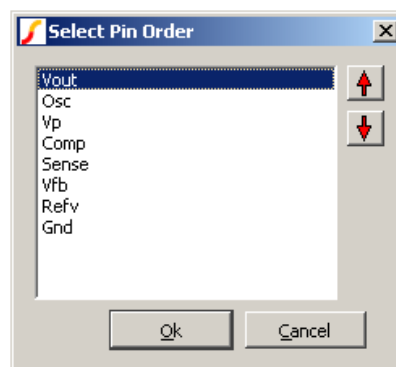 Select Pin Order
Vout
Osc
Vp
Comp
Sense
Vfb
Refv
Gnd
Ok
Cancel